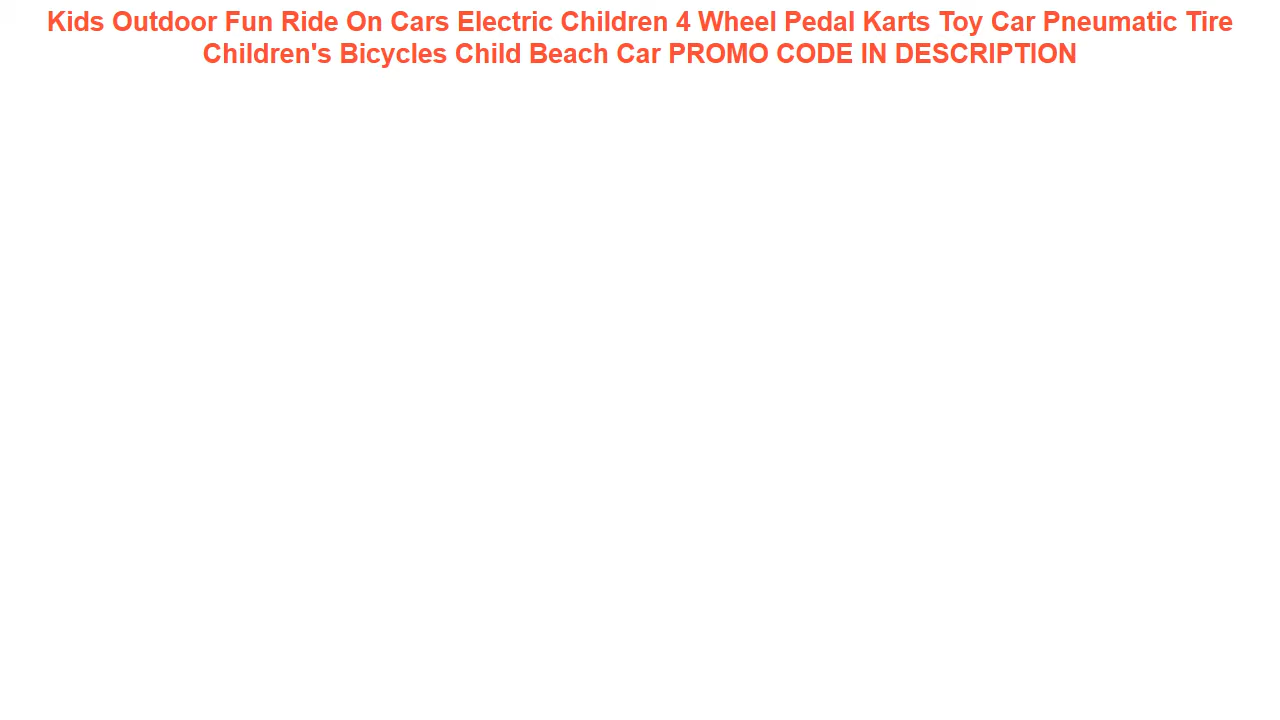 Kids Outdoor Fun Ride On Cars Electric Children 4 Wheel Pedal Karts Toy Car Pneumatic Tire
Children's Bicycles Child Beach Car PROMO CODE IN DESCRIPTION